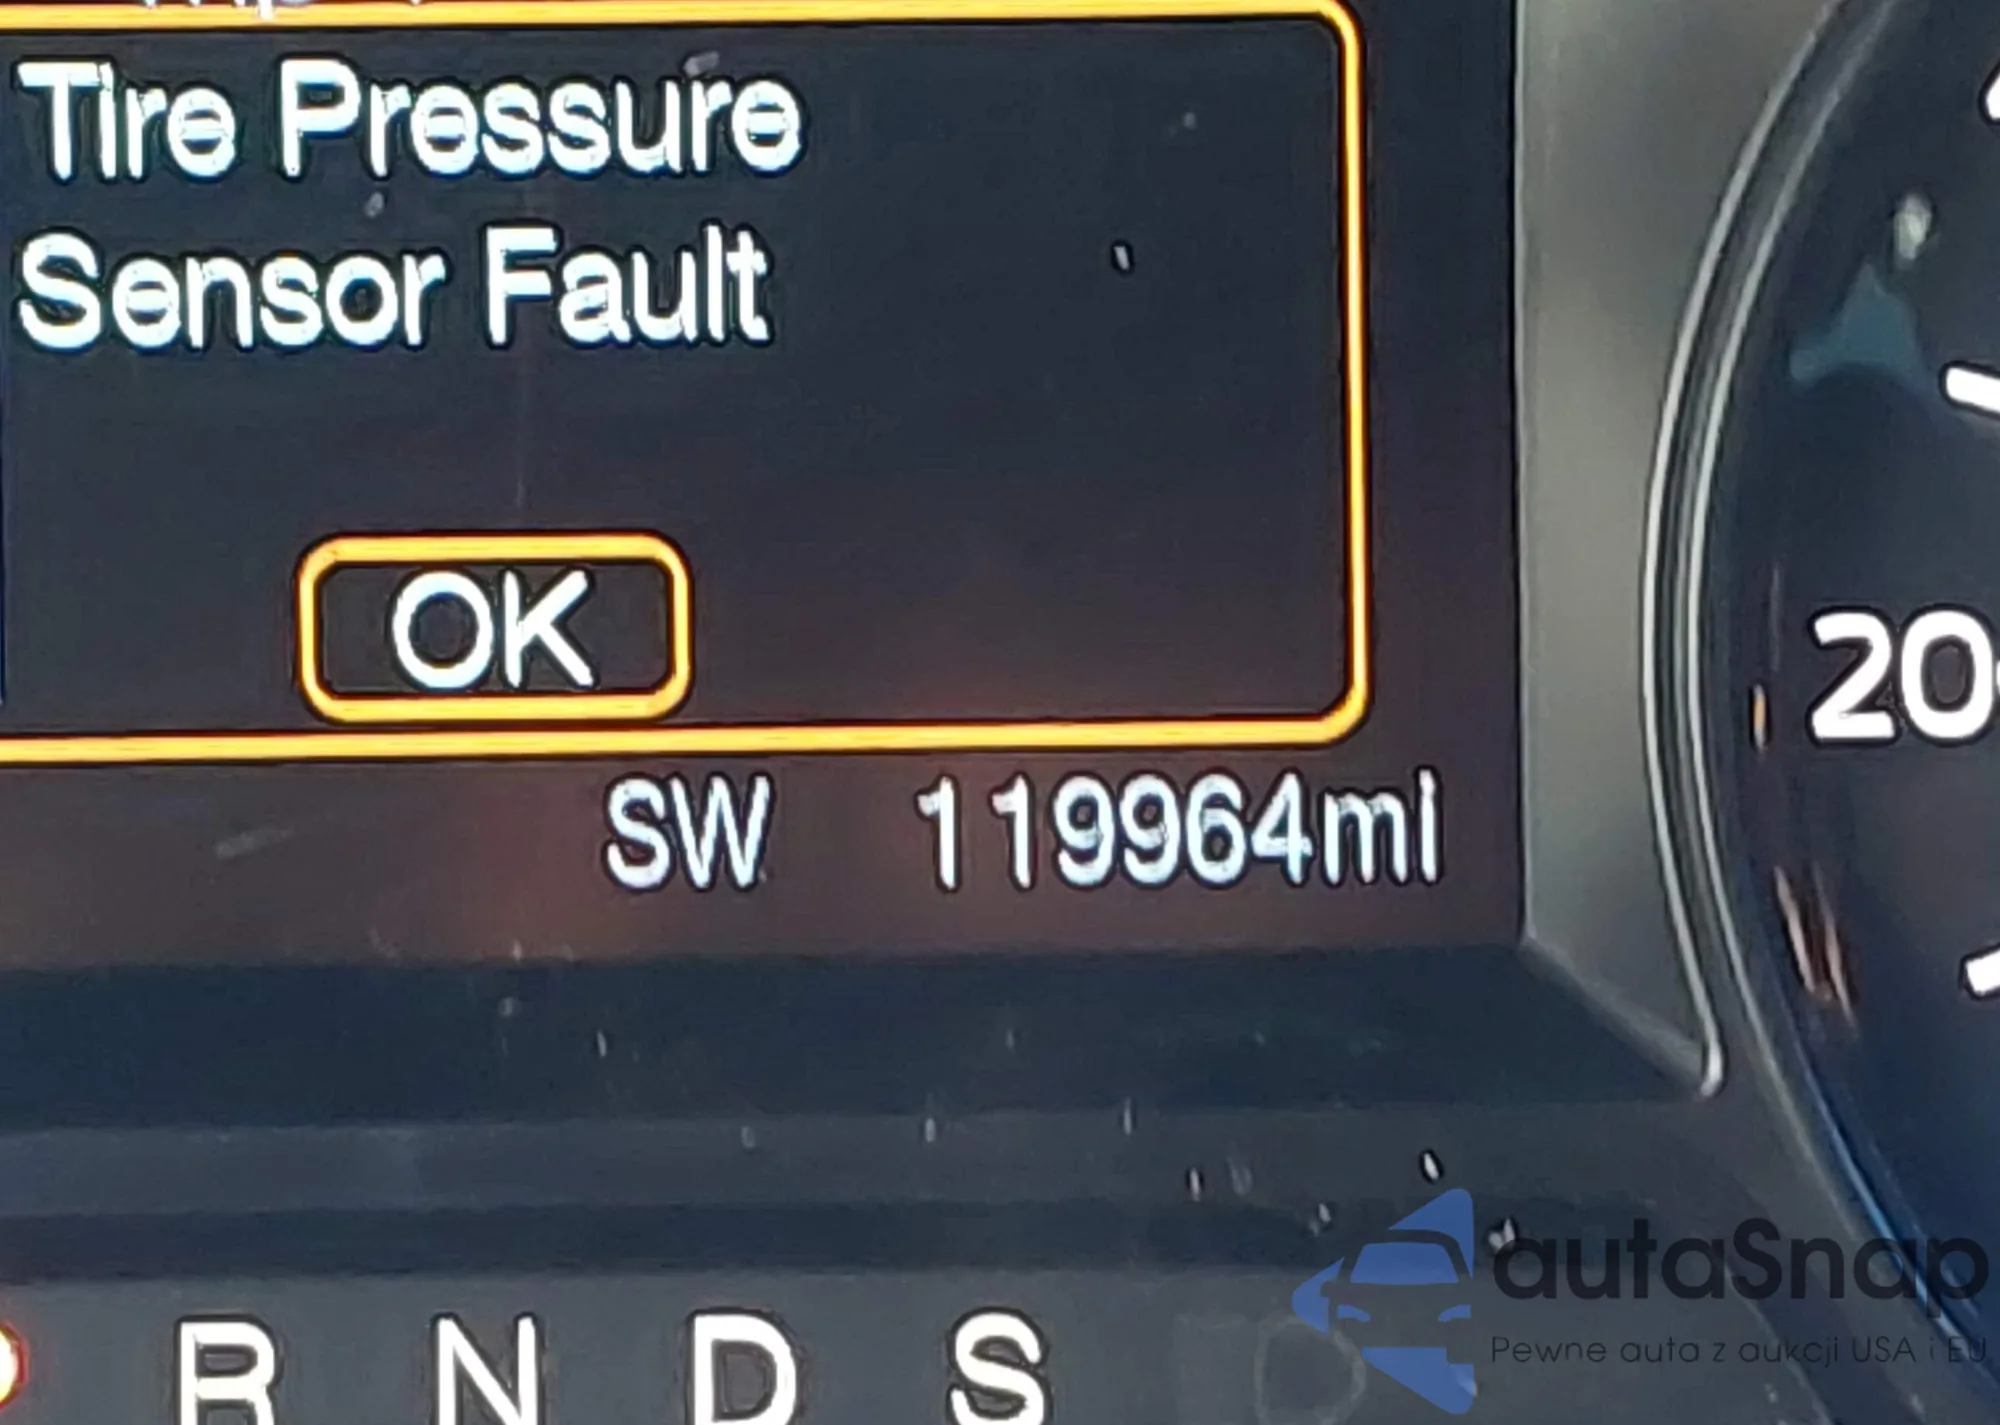 Tire Pressure
Sensor Fault
OK
SW 119964mi
20
R N D S
autaSnap
Pewne auta z aukcji USA i EU